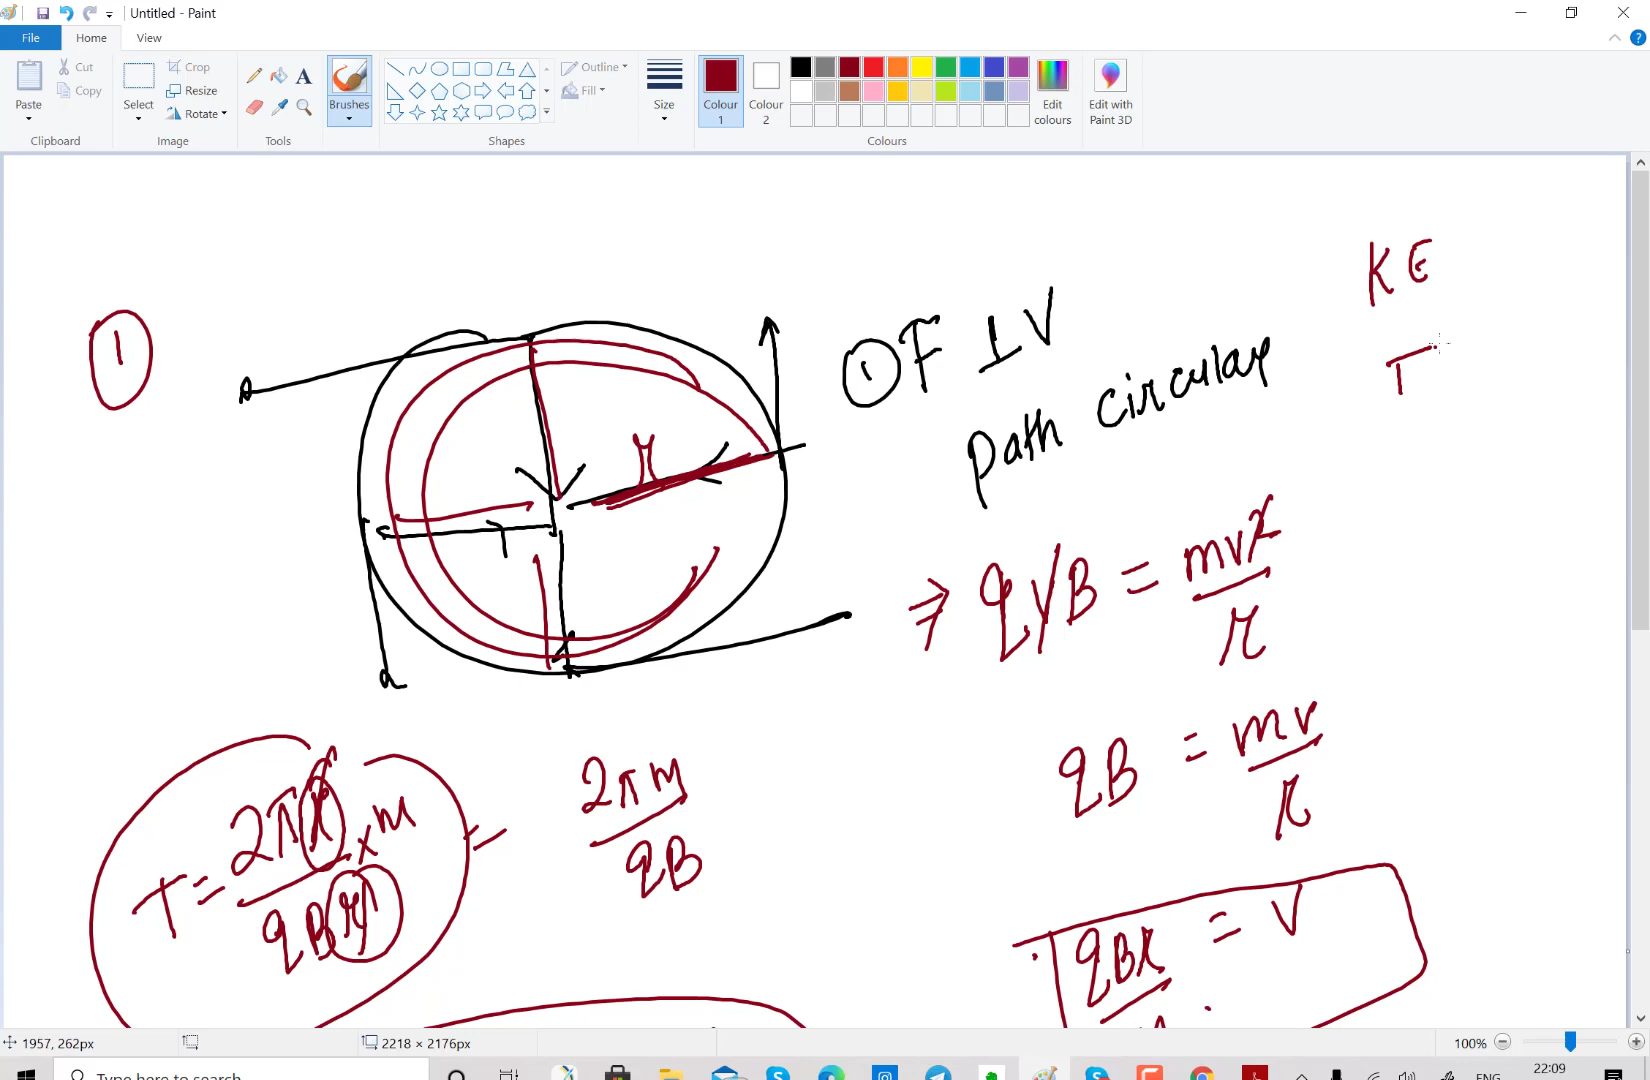 Untitled - Paint
File Home View
Paste
Cut
Copy
Clipboard
Select
Crop
Resize
Rotate
Image
Tools
Brushes
Outline
Fill
Shapes
Size
Colour 1
Colour 2
Edit colours
Edit with Paint 3D
Colours
KE
T
1
① F ⊥ V
path circular
r
⇒ qVB = mv²/r
qB = mv/r
T = 2πr × m / qBr = 2πm / qB
qBr / m = V
1957, 262px
2218 × 2176px
100%
Type here to search
ENG
22:09